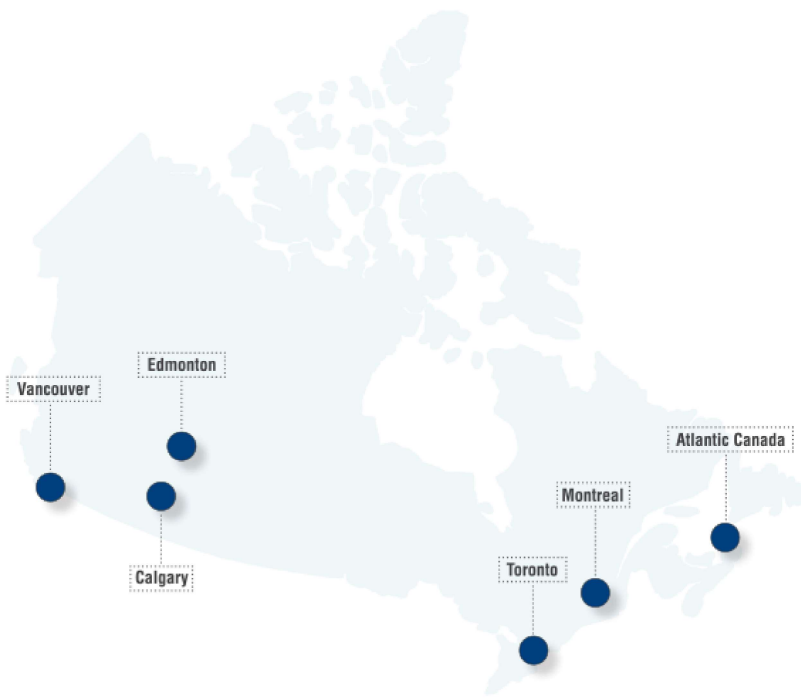 Edmonton
Vancouver
Atlantic Canada
Montreal
Toronto
Calgary